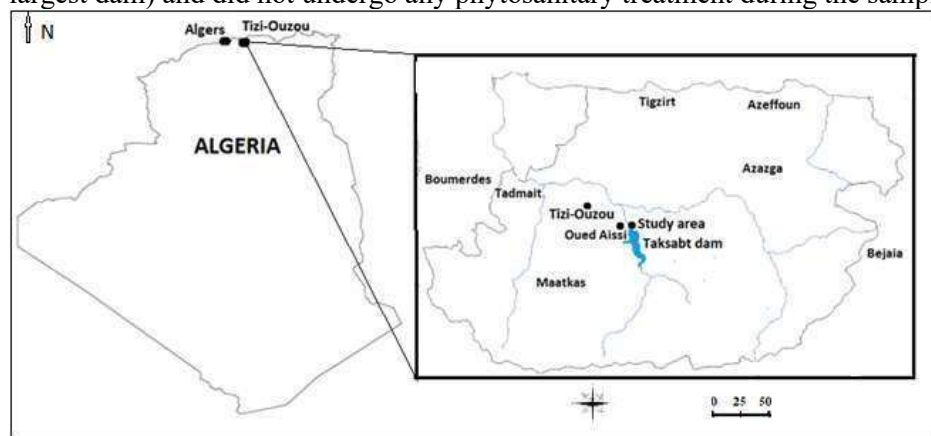 largest dam) and did not undergo any phytosanitary treatment during the sampl
N
Algers
Tizi-Ouzou
ALGERIA
Tigzirt
Azeffoun
Azazga
Boumerdes
Tadmait
Tizi-Ouzou
Study area
Oued Aissi
Taksabt dam
Bejaia
Maatkas
0 25 50